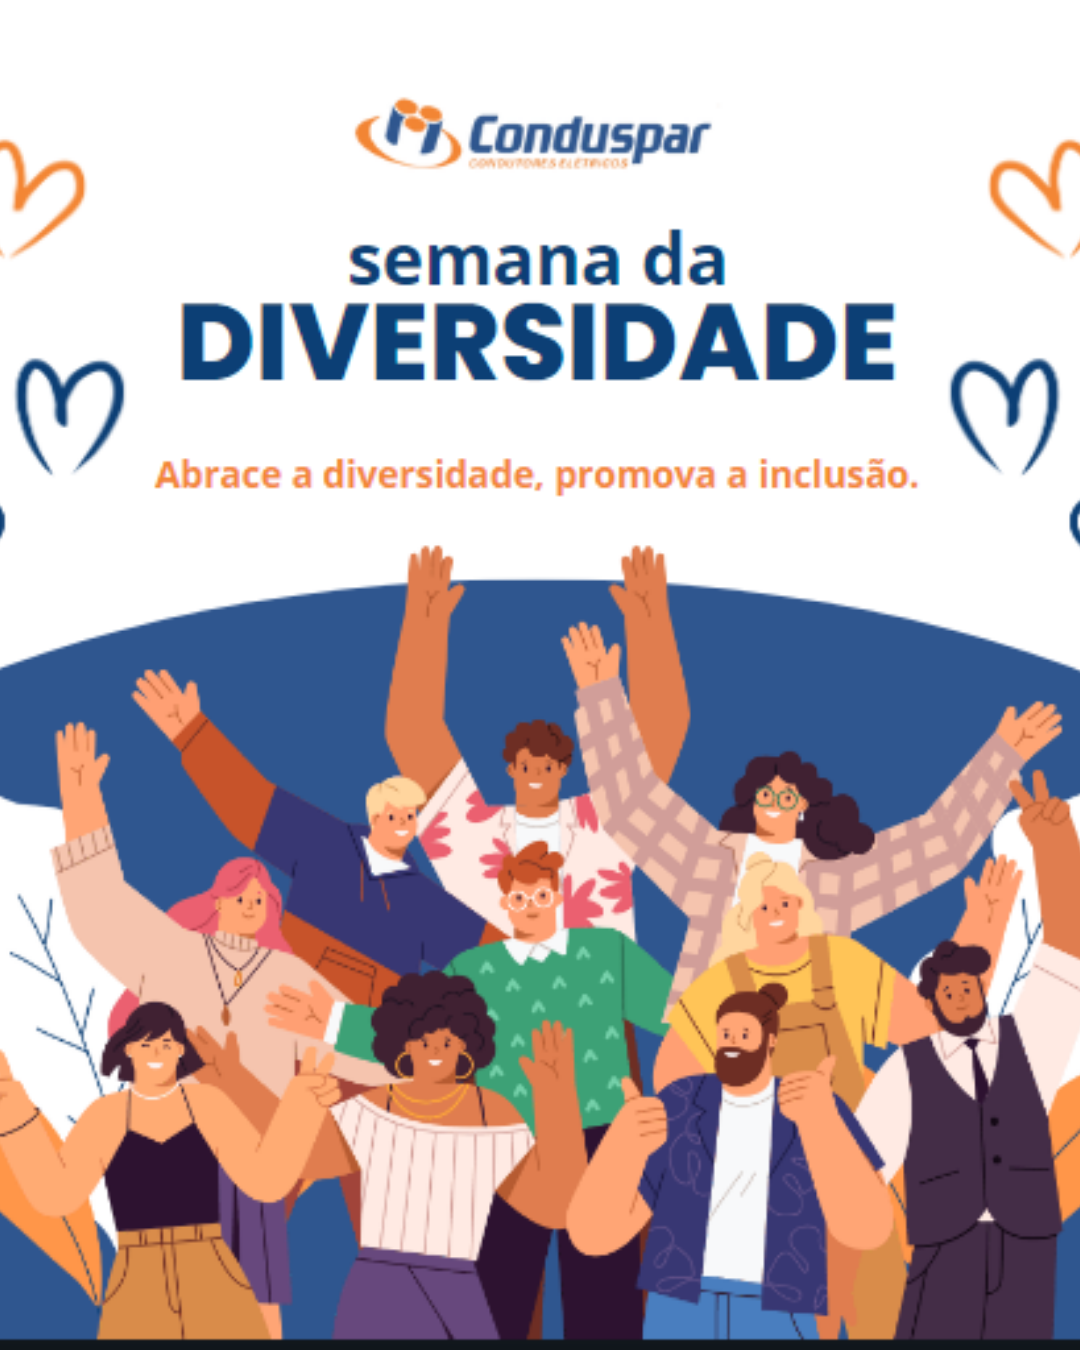 Conduspar
CONDUTORES ELÉTRICOS
semana da
DIVERSIDADE
Abrace a diversidade, promova a inclusão.